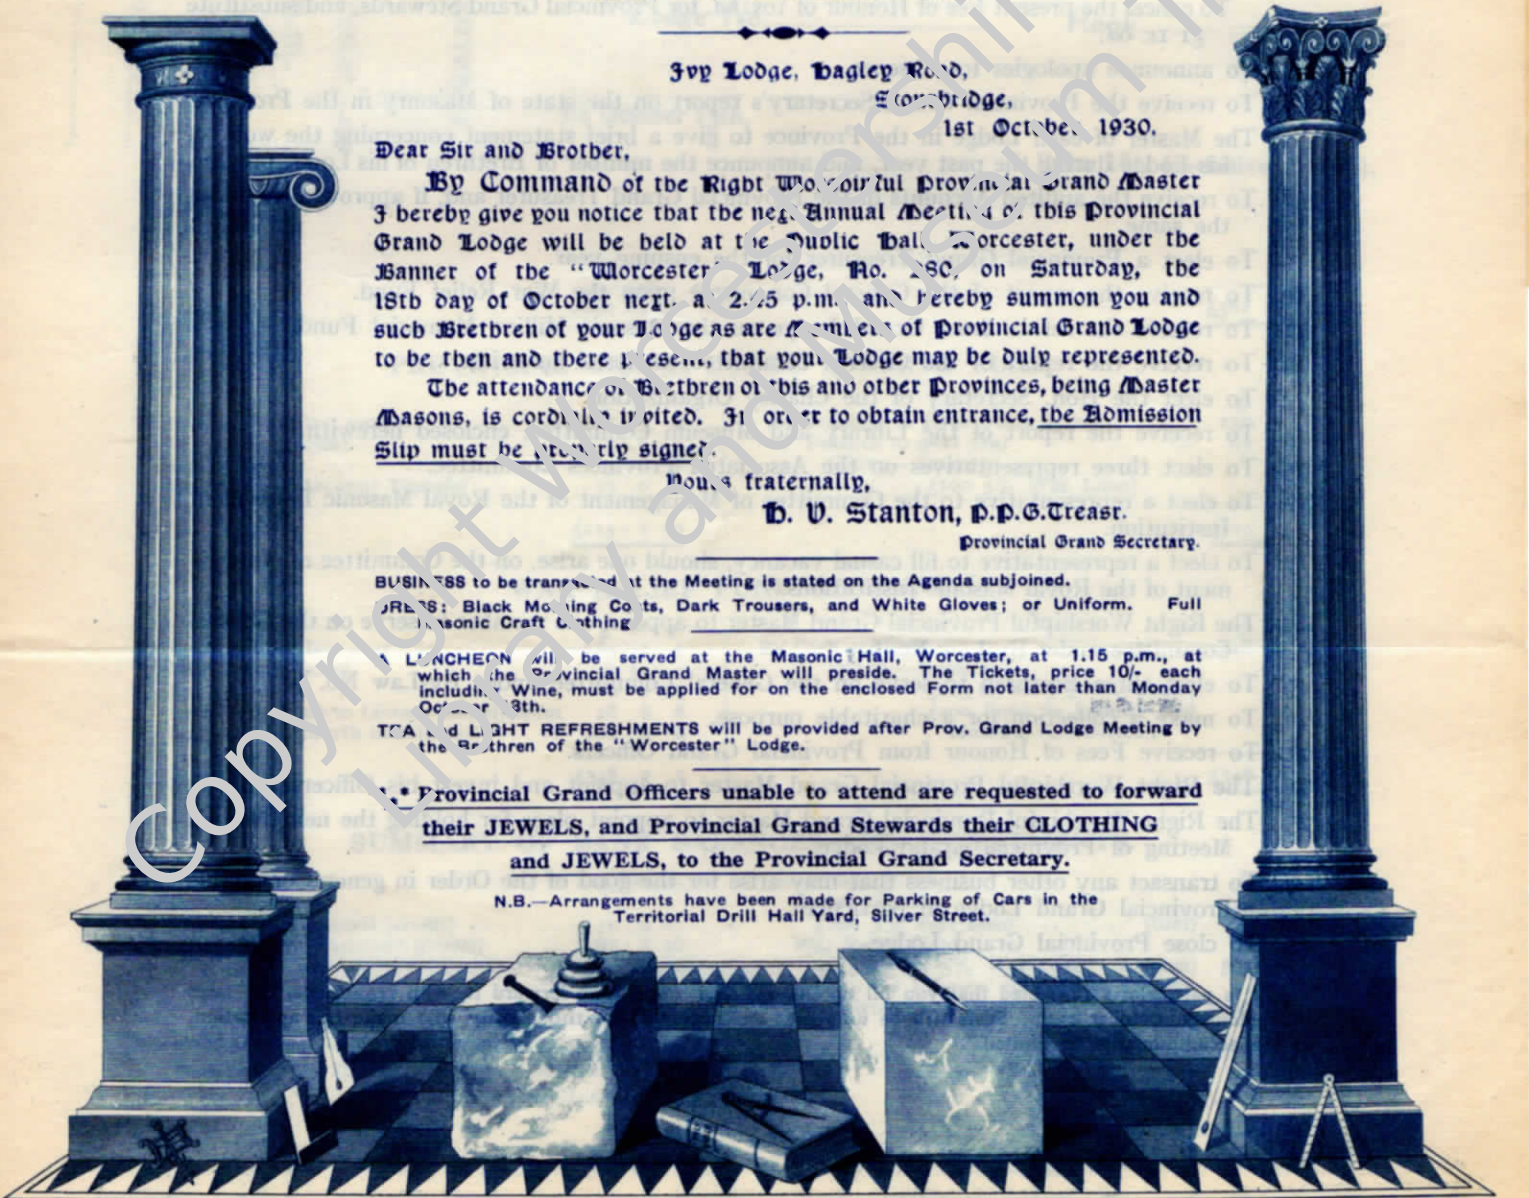 Ivy Lodge, Hagley Road,
Stourbridge,
1st October 1930.
Dear Sir and Brother,
By Command of the Right Worshipful Provincial Grand Master
I hereby give you notice that the next Annual Meeting of this Provincial
Grand Lodge will be held at the Public Hall, Worcester, under the
Banner of the "Worcester" Lodge, No. 280, on Saturday, the
18th day of October next, at 2.45 p.m., and hereby summon you and
such Brethren of your Lodge as are Members of Provincial Grand Lodge
to be then and there present, that your Lodge may be duly represented.
The attendance of Brethren of this and other Provinces, being Master
Masons, is cordially invited. In order to obtain entrance, the Admission
Slip must be properly signed.
Yours fraternally,
H. V. Stanton, P.P.G.Treasr.
Provincial Grand Secretary.
BUSINESS to be transacted at the Meeting is stated on the Agenda subjoined.
DRESS: Black Morning Coats, Dark Trousers, and White Gloves; or Uniform. Full
Masonic Craft Clothing
A LUNCHEON will be served at the Masonic Hall, Worcester, at 1.15 p.m., at
which the Provincial Grand Master will preside. The Tickets, price 10/- each
including Wine, must be applied for on the enclosed Form not later than Monday
October 13th.
TEA and LIGHT REFRESHMENTS will be provided after Prov. Grand Lodge Meeting by
the Brethren of the "Worcester" Lodge.
*⁎* Provincial Grand Officers unable to attend are requested to forward
their JEWELS, and Provincial Grand Stewards their CLOTHING
and JEWELS, to the Provincial Grand Secretary.
N.B.—Arrangements have been made for Parking of Cars in the
Territorial Drill Hall Yard, Silver Street.
Copyright Worcestershire
Library and Museum